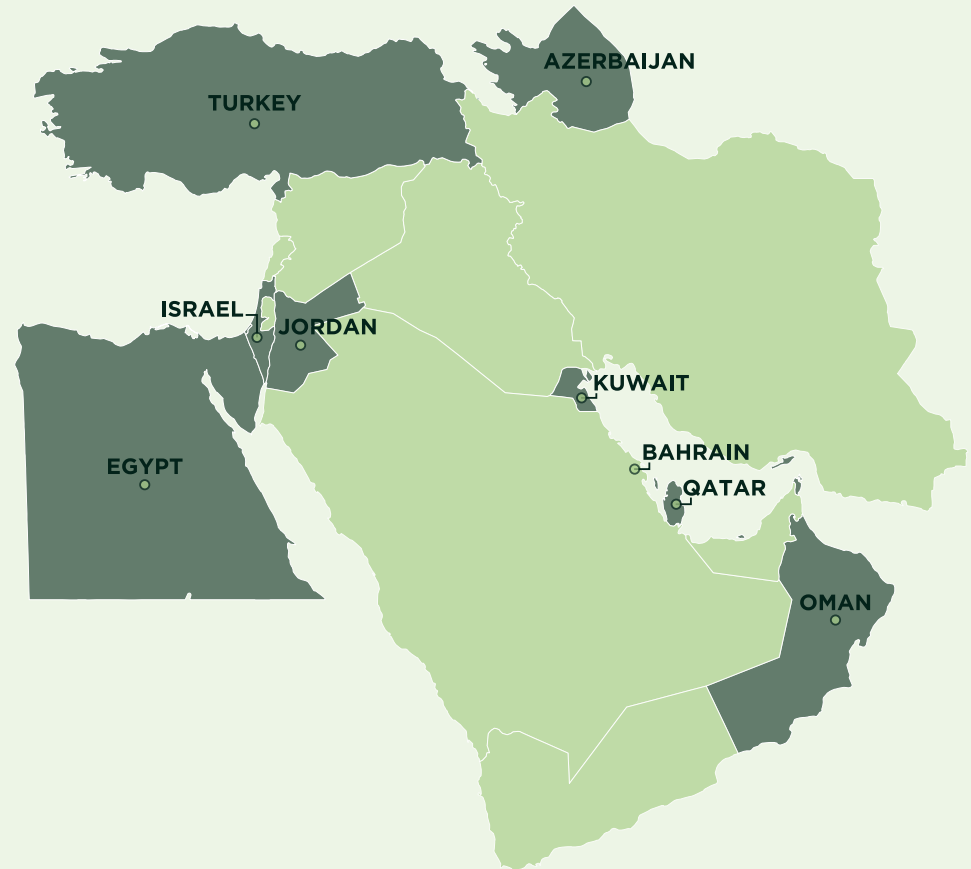 AZERBAIJAN
TURKEY
ISRAEL
JORDAN
KUWAIT
BAHRAIN
EGYPT
QATAR
OMAN